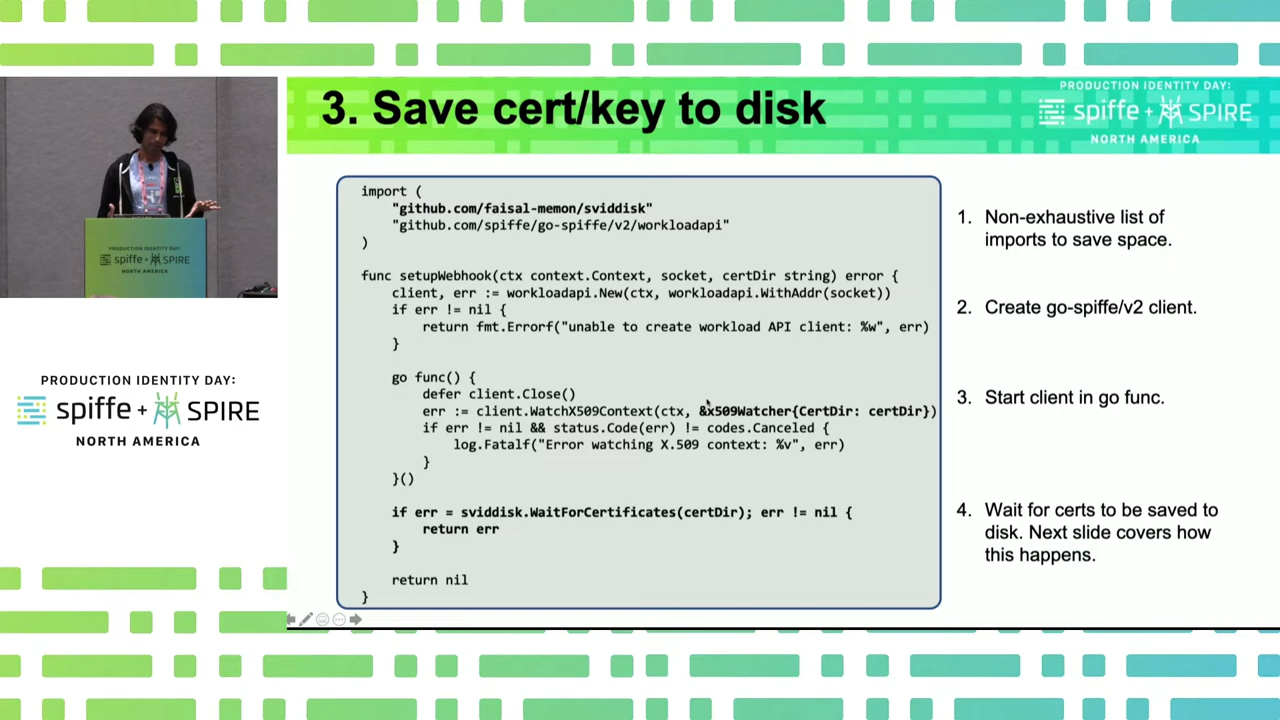 3. Save cert/key to disk
PRODUCTION IDENTITY DAY:
spiffe + SPIRE
NORTH AMERICA
import (
"github.com/faisal-memon/sviddisk"
"github.com/spiffe/go-spiffe/v2/workloadapi"
)
func setupWebhook(ctx context.Context, socket, certDir string) error {
client, err := workloadapi.New(ctx, workloadapi.WithAddr(socket))
if err != nil {
return fmt.Errorf("unable to create workload API client: %w", err)
}
go func() {
defer client.Close()
err := client.WatchX509Context(ctx, &x509Watcher{CertDir: certDir})
if err != nil && status.Code(err) != codes.Canceled {
log.Fatalf("Error watching X.509 context: %v", err)
}
}()
if err = sviddisk.WaitForCertificates(certDir); err != nil {
return err
}
return nil
}
1. Non-exhaustive list of
imports to save space.
2. Create go-spiffe/v2 client.
3. Start client in go func.
4. Wait for certs to be saved to
disk. Next slide covers how
this happens.
PRODUCTION IDENTITY DAY:
spiffe + SPIRE
NORTH AMERICA
PRODUCTION IDENTITY DAY:
spiffe + SPIRE
NORTH AMERICA